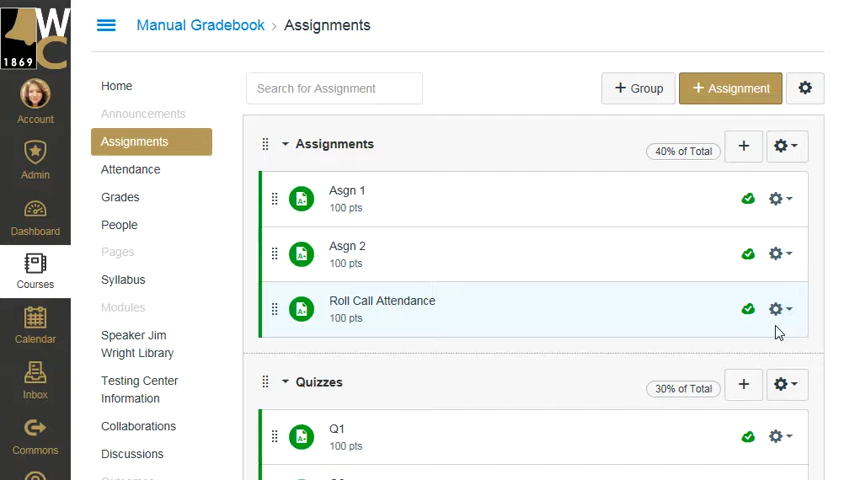 W
C
1869
Account
Admin
Dashboard
Courses
Calendar
Inbox
Commons
Manual Gradebook > Assignments
Home
Announcements
Assignments
Attendance
Grades
People
Pages
Syllabus
Modules
Speaker Jim
Wright Library
Testing Center
Information
Collaborations
Discussions
Outcomes
Search for Assignment
+ Group
+ Assignment
Assignments
40% of Total
+
Asgn 1
100 pts
Asgn 2
100 pts
Roll Call Attendance
100 pts
Quizzes
30% of Total
+
Q1
100 pts